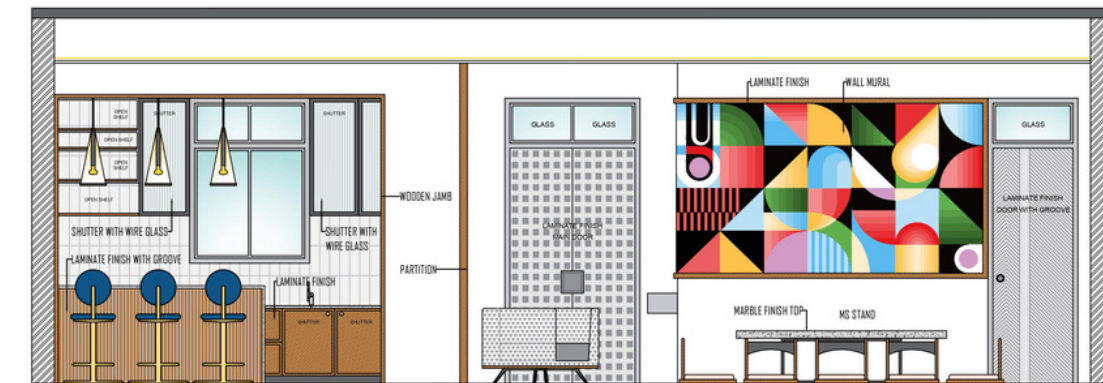 LAMINATE FINISH
WALL MURAL
OPEN
SHELF
SHUTTER
SHUTTER
OPEN SHELF
OPEN
SHELF
OPEN SHELF
GLASS
GLASS
GLASS
WOODEN JAMB
LAMINATE FINISH
DOOR WITH GROOVE
SHUTTER WITH WIRE GLASS
SHUTTER WITH
WIRE GLASS
LAMINATE FINISH
MAIN DOOR
LAMINATE FINISH WITH GROOVE
PARTITION
LAMINATE FINISH
MARBLE FINISH TOP
MS STAND
SHUTTER
SHUTTER